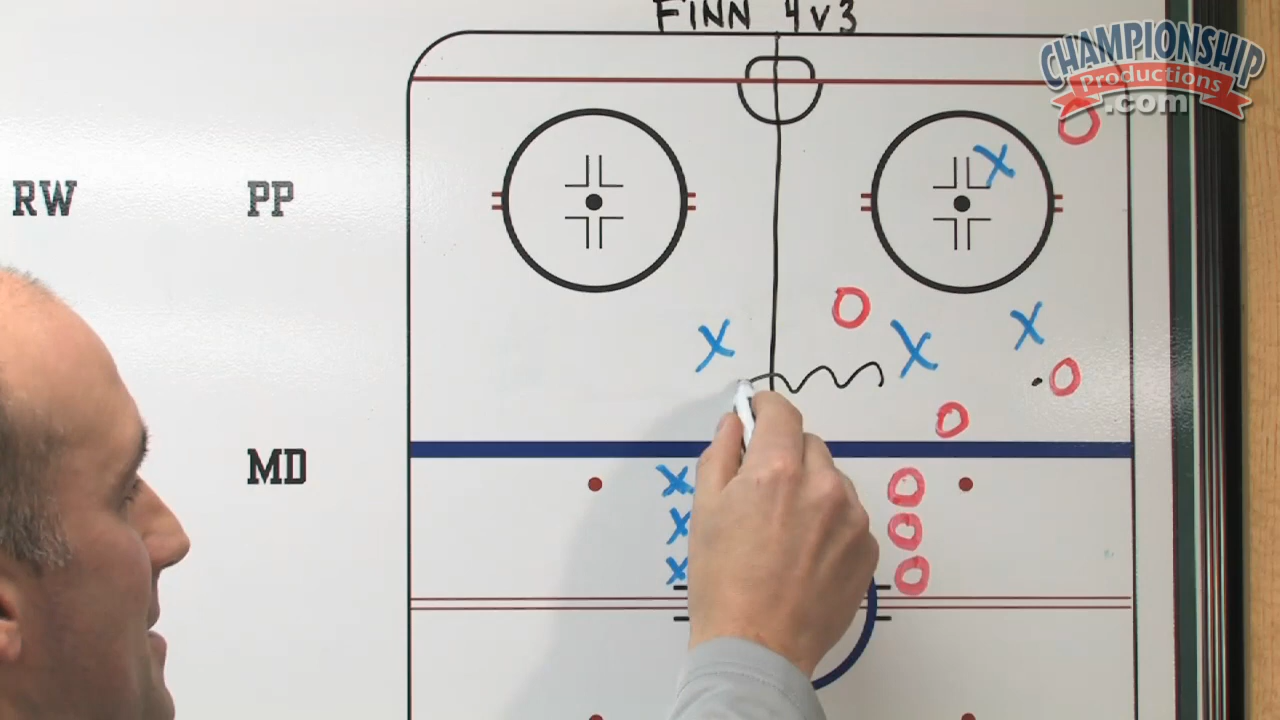 FINN 4v3
CHAMPIONSHIP
Productions
.com
RW PP
MD
X
O
X
O
X
X
O
O
X O
X O
X O